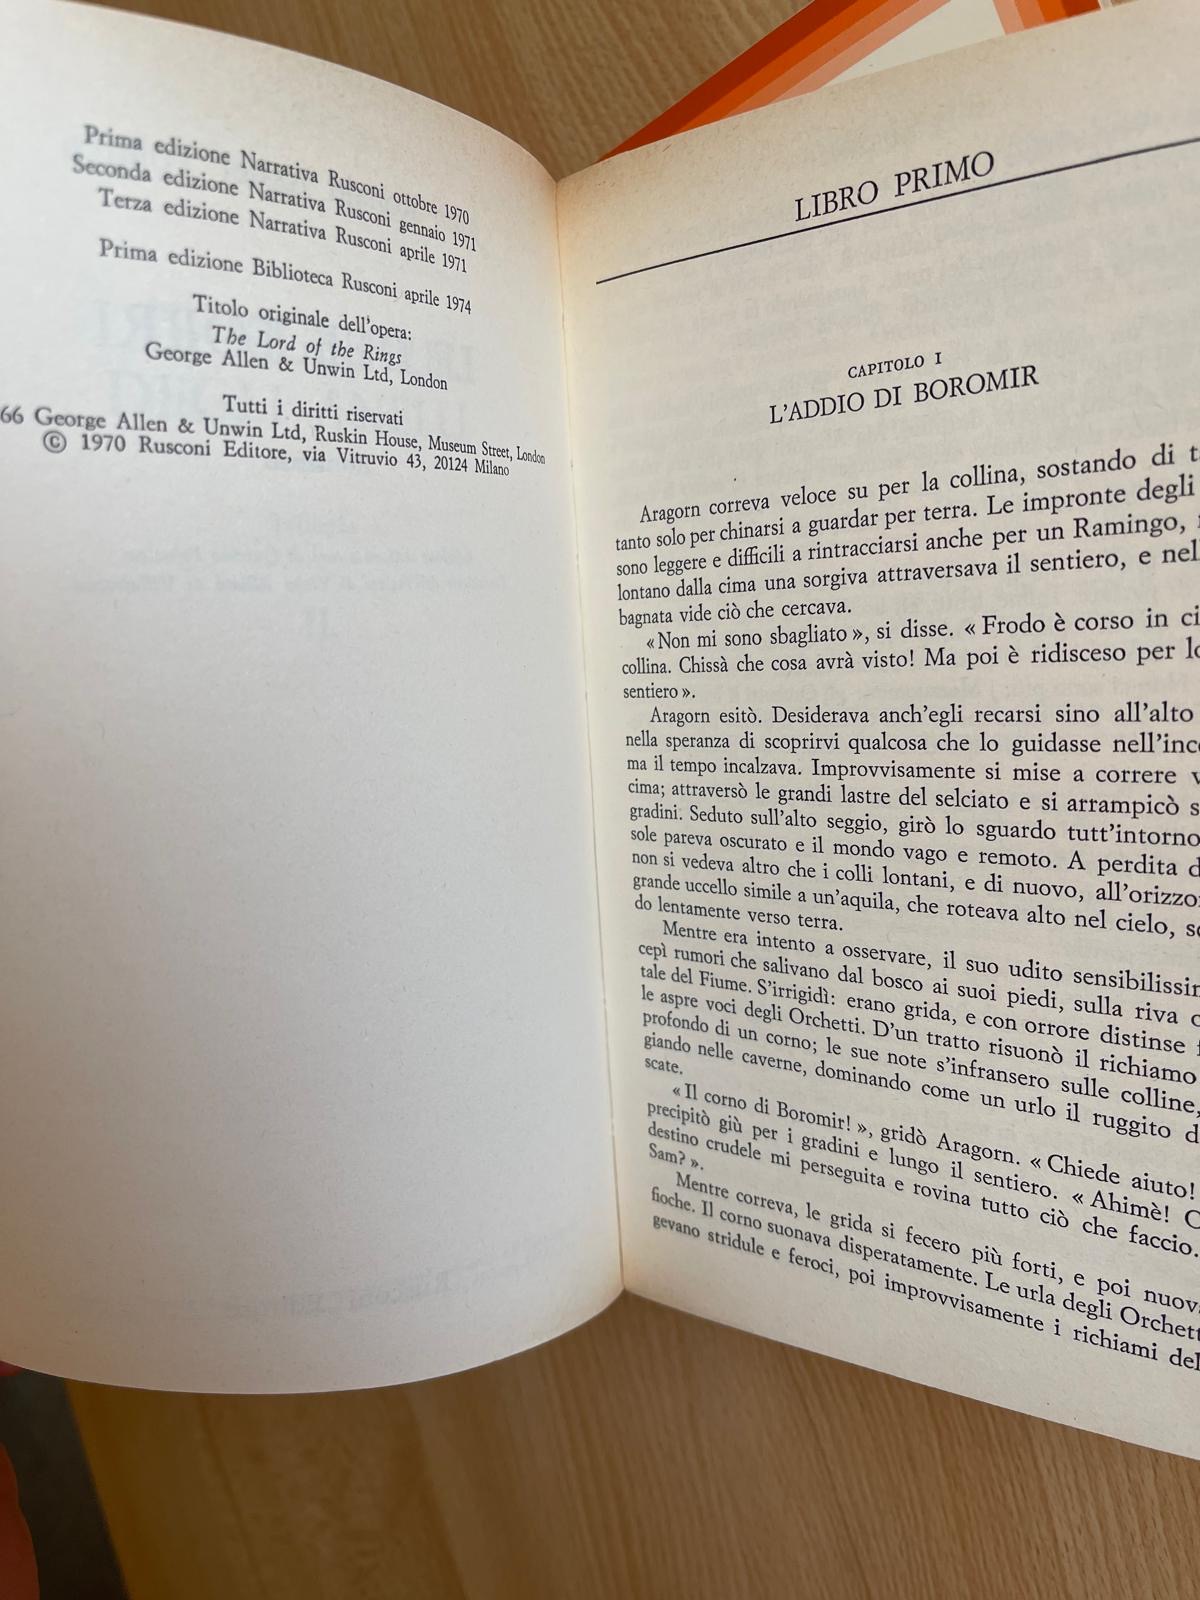 Prima edizione Narrativa Rusconi ottobre 1970
Seconda edizione Narrativa Rusconi gennaio 1971
Terza edizione Narrativa Rusconi aprile 1971
Prima edizione Biblioteca Rusconi aprile 1974
Titolo originale dell'opera:
The Lord of the Rings
George Allen & Unwin Ltd, London
Tutti i diritti riservati
66 George Allen & Unwin Ltd, Ruskin House, Museum Street, London
© 1970 Rusconi Editore, via Vitruvio 43, 20124 Milano
LIBRO PRIMO
CAPITOLO I
L'ADDIO DI BOROMIR
Aragorn correva veloce su per la collina, sostando di
tanto solo per chinarsi a guardar per terra. Le impronte degli
sono leggere e difficili a rintracciarsi anche per un Ramingo,
lontano dalla cima una sorgiva attraversava il sentiero, e
bagnata vide ciò che cercava.
« Non mi sono sbagliato », si disse. « Frodo è corso in
collina. Chissà che cosa avrà visto! Ma poi è ridisceso per
sentiero ».
Aragorn esitò. Desiderava anch'egli recarsi sino all'alto
nella speranza di scoprirvi qualcosa che lo guidasse
ma il tempo incalzava. Improvvisamente si mise a correre
cima; attraversò le grandi lastre del selciato e si arrampicò
gradini. Seduto sull'alto seggio, girò lo sguardo tutt'intorno
sole pareva oscurato e il mondo vago e remoto. A perdita
non si vedeva altro che i colli lontani, e di nuovo,
grande uccello simile a un'aquila, che roteava alto nel cielo,
do lentamente verso terra.
Mentre era intento a osservare, il suo udito
cepì rumori che salivano dal bosco ai suoi piedi, sulla riva
tale del Fiume. S'irrigidì: erano grida, e con orrore distinse
le aspre voci degli Orchetti. D'un tratto risuonò il richiamo
profondo di un corno; le sue note s'infransero sulle colline,
giando nelle caverne, dominando come un urlo il ruggito
scate.
« Il corno di Boromir! », gridò Aragorn. « Chiede aiuto!
precipitò giù per i gradini e lungo il sentiero. « Ahimè!
destino crudele mi perseguita e rovina tutto ciò che faccio.
Sam? ».
Mentre correva, le grida si fecero più forti, e poi
fioche. Il corno suonava disperatamente. Le urla degli
gevano stridule e feroci, poi improvvisamente i richiami